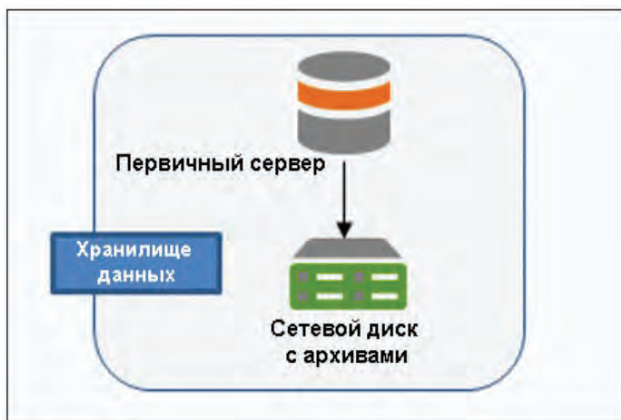 Первичный сервер
Хранилище
данных
Сетевой диск
с архивами